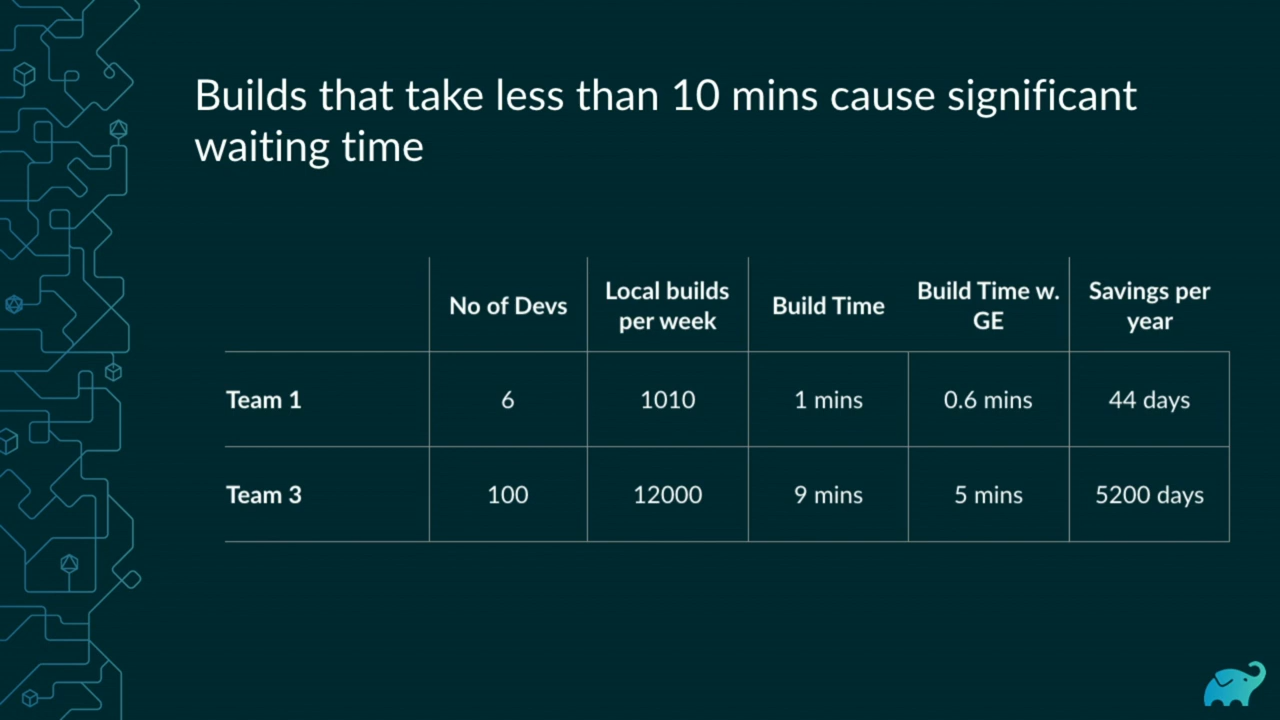 Builds that take less than 10 mins cause significant
waiting time
No of Devs
Local builds
per week
Build Time
Build Time w.
GE
Savings per
year
Team 1 6 1010 1 mins 0.6 mins 44 days
Team 3 100 12000 9 mins 5 mins 5200 days